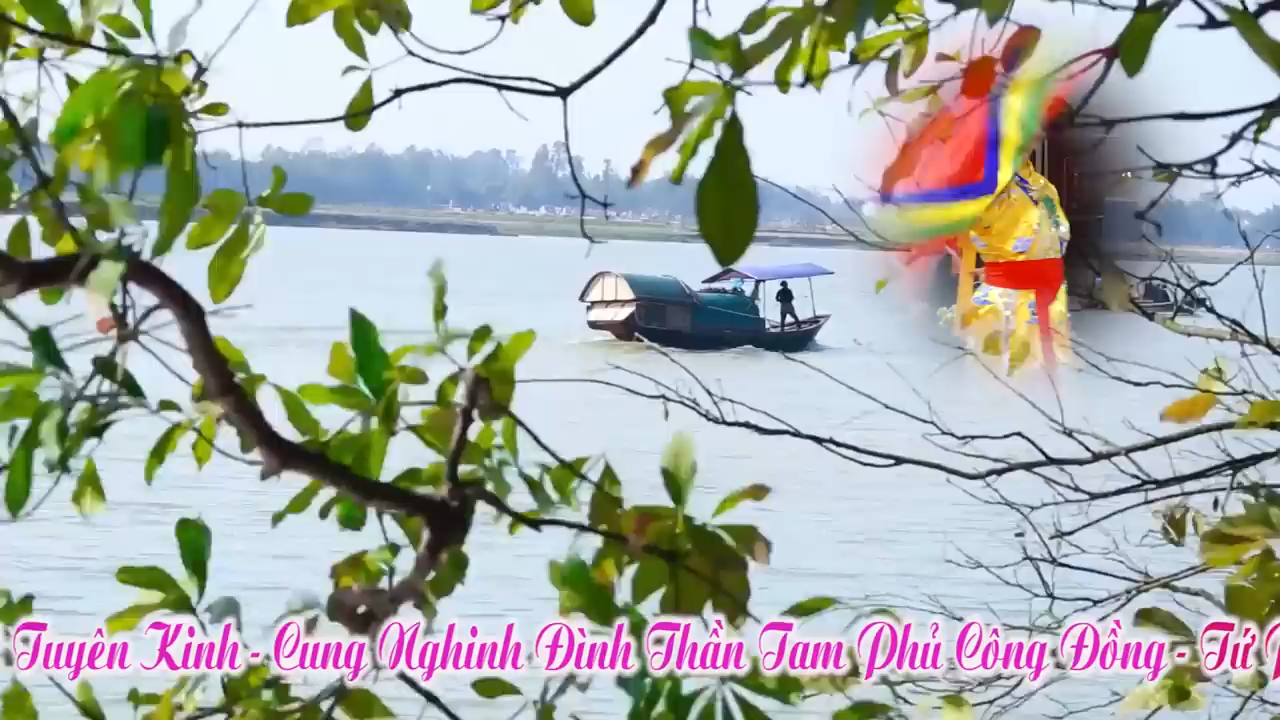 Tuyên Kinh - Cung Nghinh Đình Thần Tam Phủ Công Đồng - Tứ